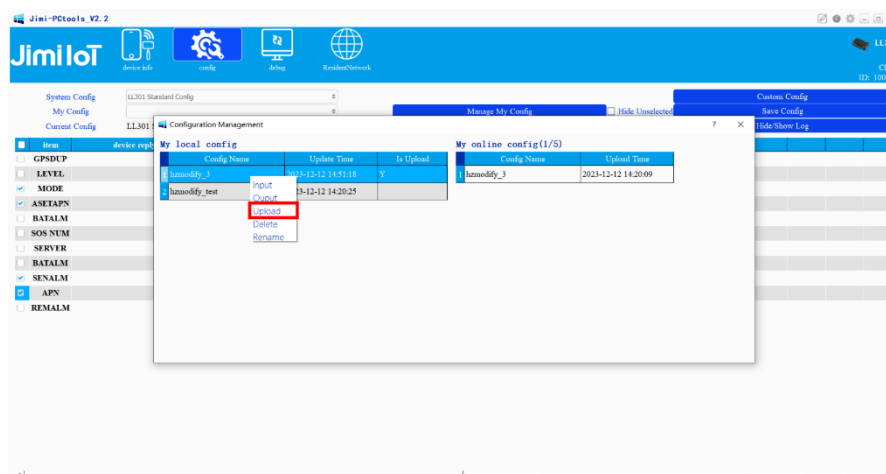 Jimi-PCtools_V2.2
JimiIoT
device info
config
debug
ResidentNetwork
LL3
ID: 100
System Config
LL301 Standard Config
Custom Config
My Config
Manage My Config
Hide Unselected
Save Config
Current Config
LL301 S
Hide/Show Log
Item
device reply
GPSDUP
LEVEL
MODE
ASETAPN
BATALM
SOS NUM
SERVER
BATALM
SENALM
APN
REMALM
Configuration Management
?
My local config
Config Name
Update Time
Is Upload
1
hzmodify_3
2023-12-12 14:51:18
Y
2
hzmodify_test
23-12-12 14:20:25
Input
Ouput
Upload
Delete
Rename
My online config(1/5)
Config Name
Upload Time
1
hzmodify_3
2023-12-12 14:20:09